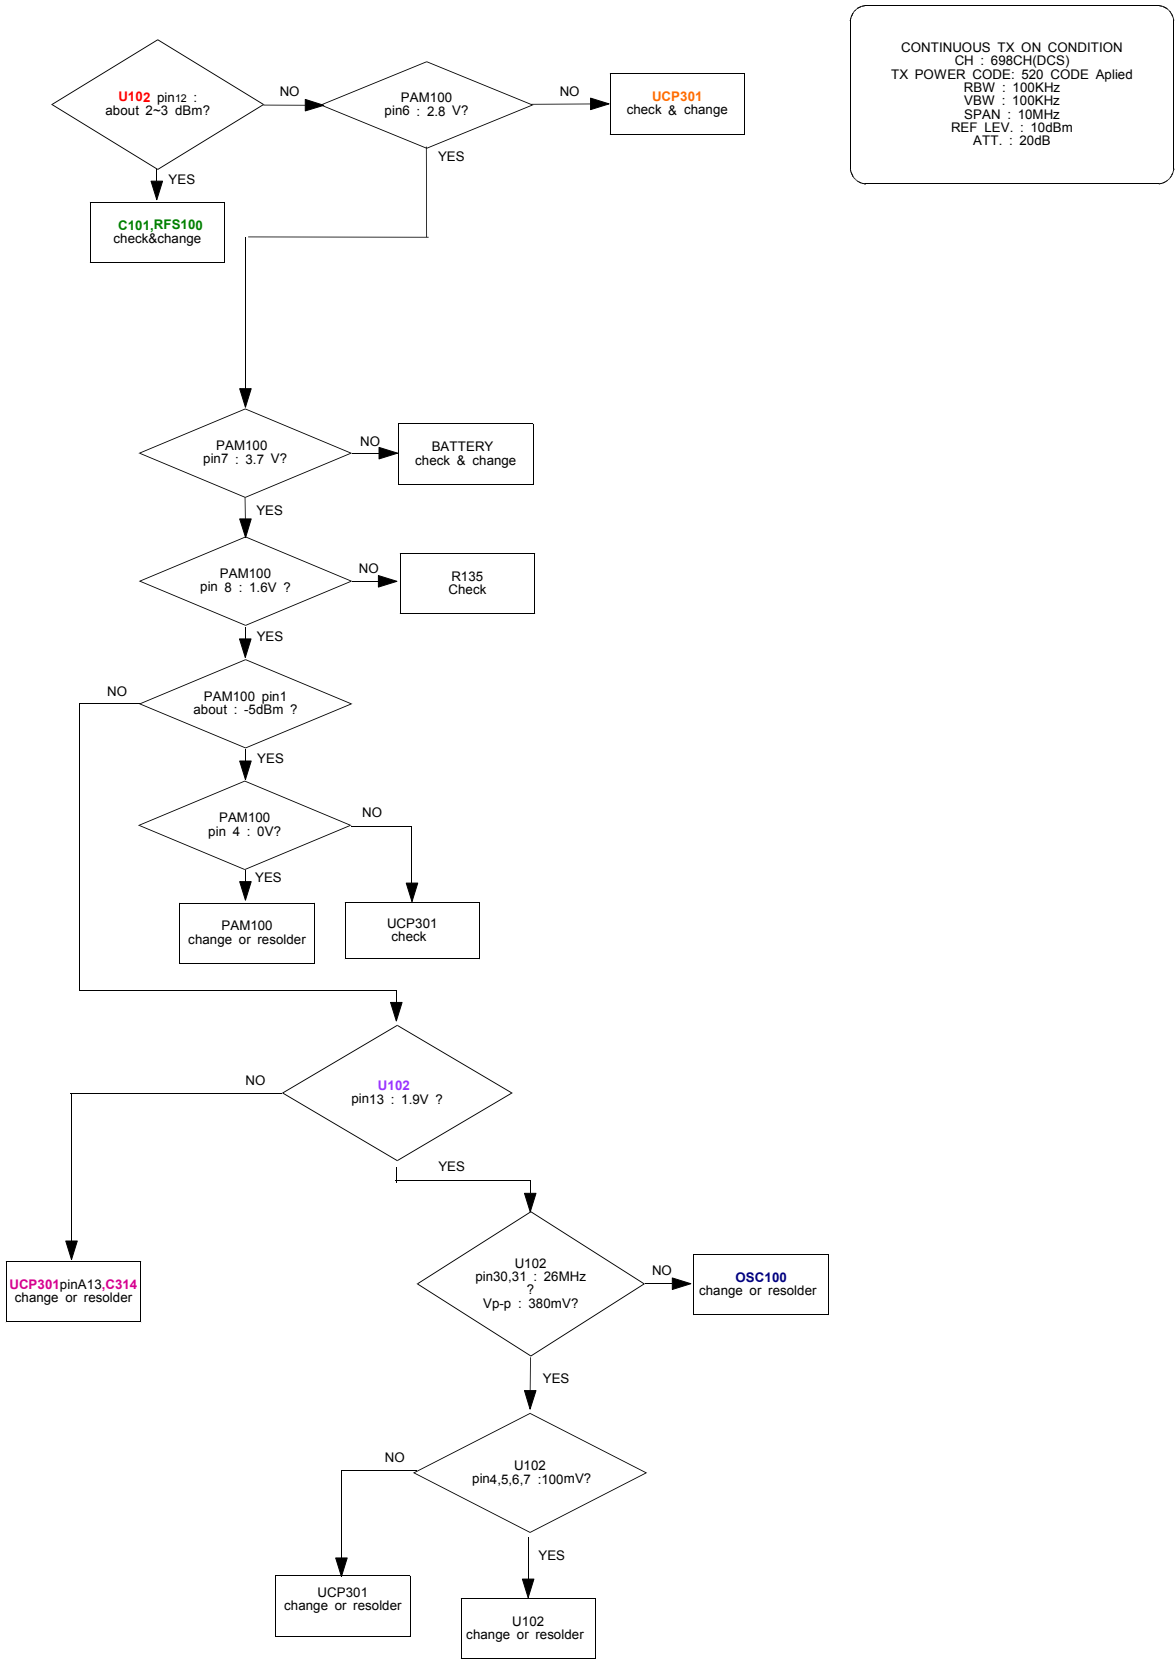 CONTINUOUS TX ON CONDITION
CH : 698CH(DCS)
TX POWER CODE: 520 CODE Aplied
RBW : 100KHz
VBW : 100KHz
SPAN : 10MHz
REF LEV. : 10dBm
ATT. : 20dB
U102 pin12 :
about 2~3 dBm?
NO
PAM100
pin6 : 2.8 V?
NO
UCP301
check & change
YES
YES
C101,RFS100
check&change
PAM100
pin7 : 3.7 V?
NO
BATTERY
check & change
YES
PAM100
pin 8 : 1.6V ?
NO
R135
Check
YES
NO
PAM100 pin1
about : -5dBm ?
YES
PAM100
pin 4 : 0V?
NO
YES
PAM100
change or resolder
UCP301
check
NO
U102
pin13 : 1.9V ?
YES
UCP301pinA13,C314
change or resolder
U102
pin30,31 : 26MHz
?
Vp-p : 380mV?
NO
OSC100
change or resolder
YES
NO
U102
pin4,5,6,7 :100mV?
YES
UCP301
change or resolder
U102
change or resolder